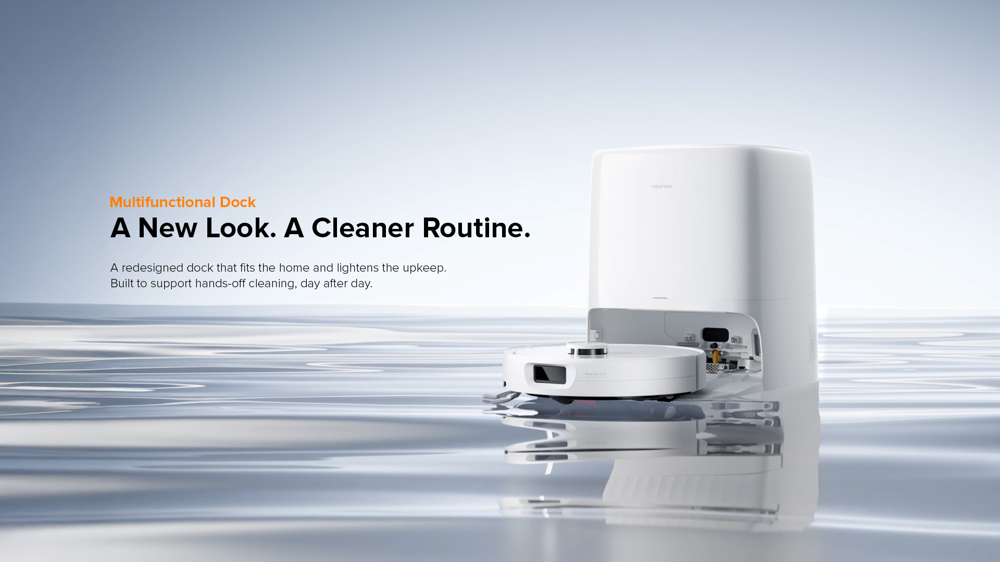 Multifunctional Dock
A New Look. A Cleaner Routine.
A redesigned dock that fits the home and lightens the upkeep.
Built to support hands-off cleaning, day after day.
roborock
Reactive Tech